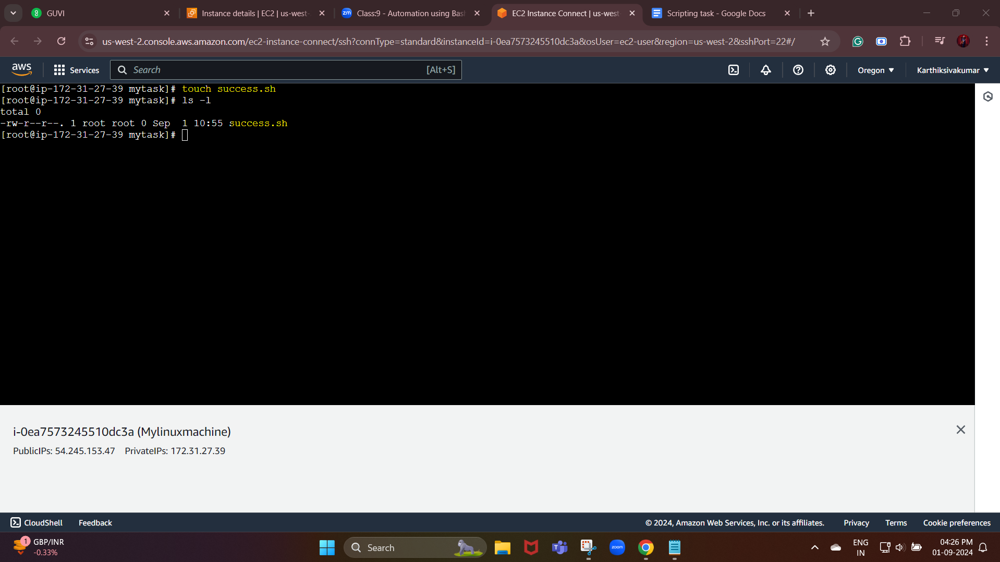 GUVI
Instance details | EC2 | us-west-
zm
Class:9 - Automation using Bas
EC2 Instance Connect | us-west
Scripting task - Google Docs
us-west-2.console.aws.amazon.com/ec2-instance-connect/ssh?connType=standard&instanceId=i-0ea7573245510dc3a&osUser=ec2-user&region=us-west-2&sshPort=22#/
aws
Services
Search
[Alt+S]
Oregon
Karthiksivakumar
[root@ip-172-31-27-39 mytask]# touch success.sh
[root@ip-172-31-27-39 mytask]# ls -l
total 0
-rw-r--r--. 1 root root 0 Sep  1 10:55 success.sh
[root@ip-172-31-27-39 mytask]#
i-0ea7573245510dc3a (Mylinuxmachine)
PublicIPs: 54.245.153.47 PrivateIPs: 172.31.27.39
CloudShell
Feedback
© 2024, Amazon Web Services, Inc. or its affiliates.
Privacy
Terms
Cookie preferences
1
GBP/INR
-0.33%
Search
zoom
ENG
IN
04:26 PM
01-09-2024